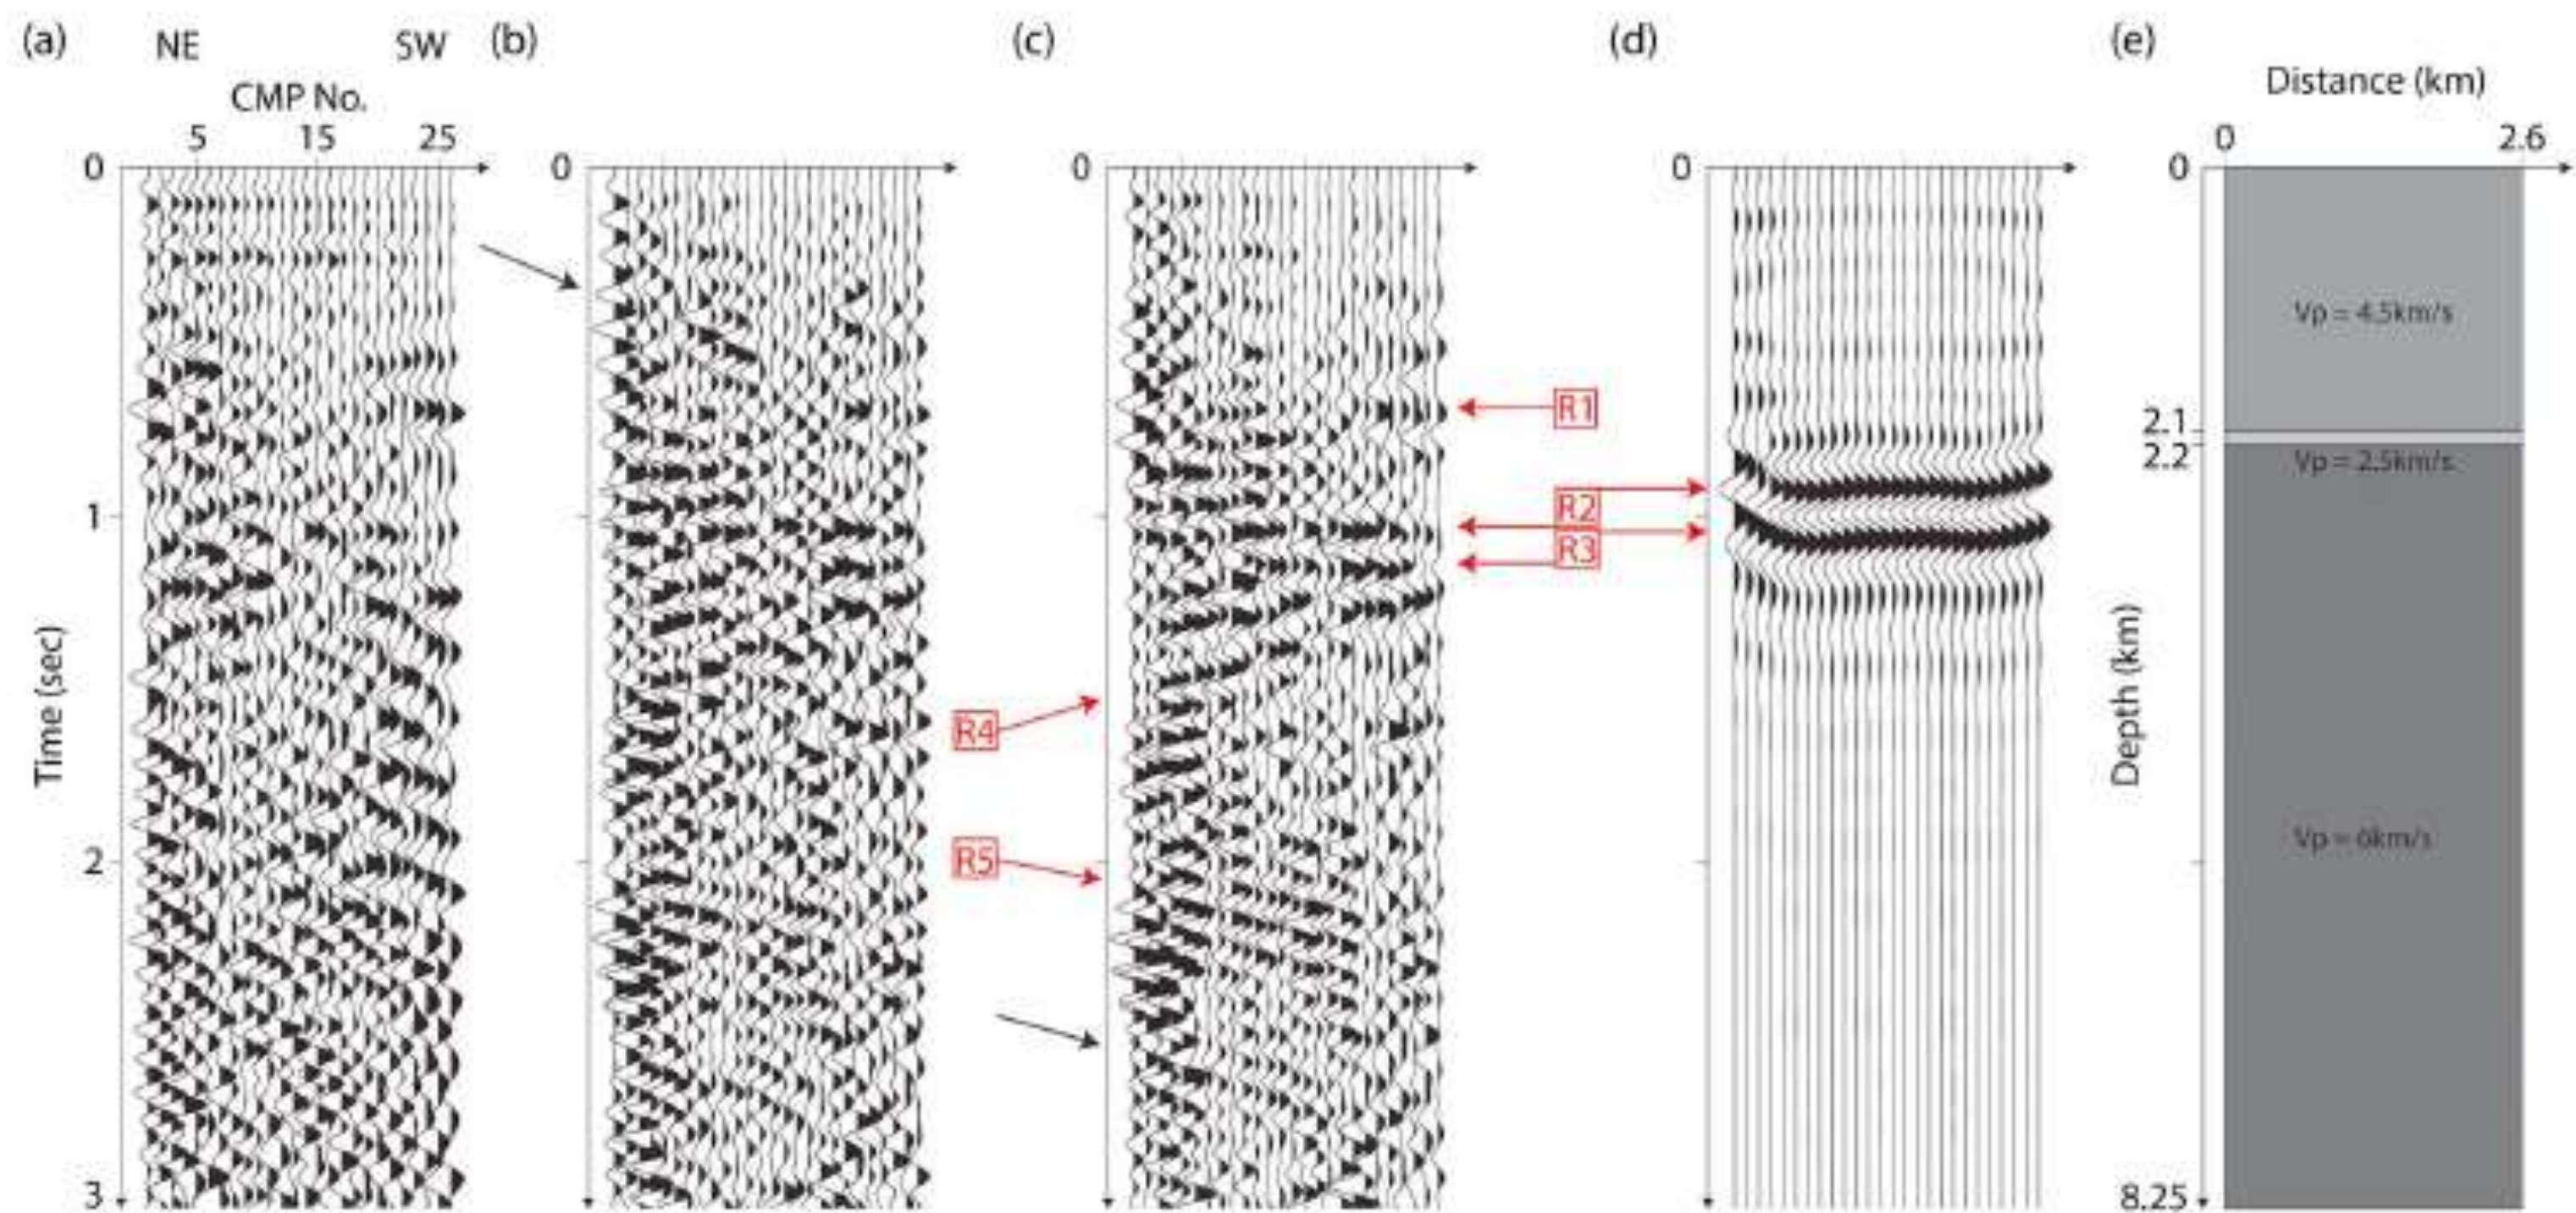 (a) NE SW (b) (c) (d) (e)
CMP No. Distance (km)
5 15 25 0 2.6
0 0 0 0 0
Vp = 4.5km/s
R1
2.1
2.2
Vp = 2.5km/s
R2
1
R3
Time (sec)
Depth (km)
R4
Vp = 6km/s
2
R5
3 8.25